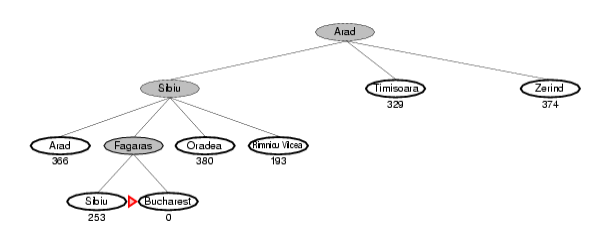 Arad
Sibiu
Timisoara
Zerind
329
374
Arad
Fagaras
Oradea
Rimnicu Vilcea
366
380
193
Sibiu
Bucharest
253
0